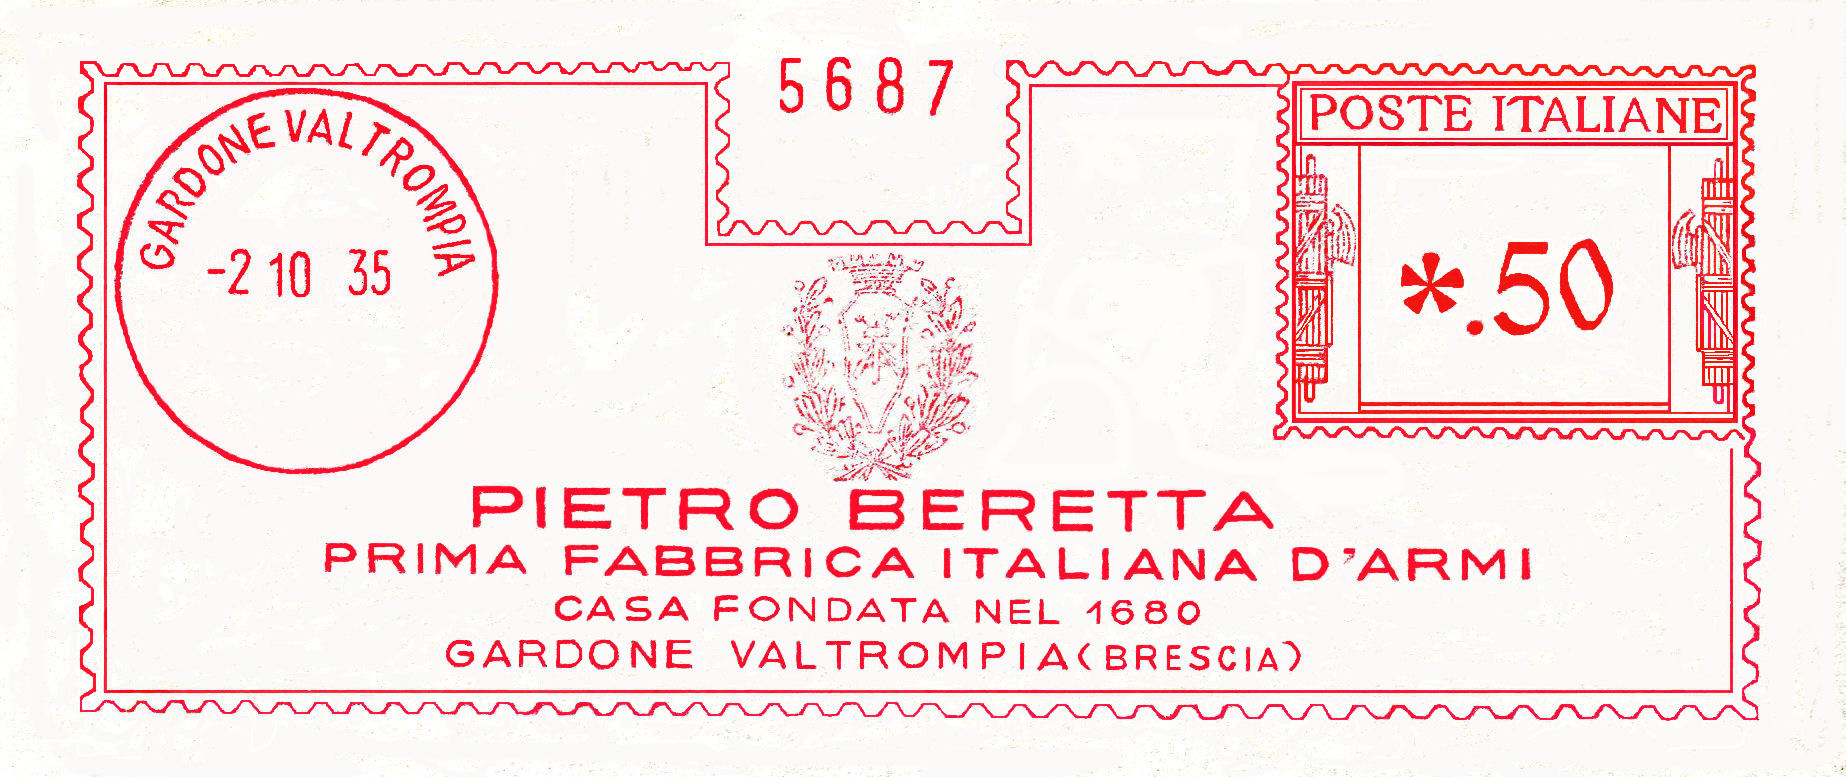 5687
POSTE ITALIANE
GARDONE VALTROMPIA
-2 10 35
*.50
PIETRO BERETTA
PRIMA FABBRICA ITALIANA D'ARMI
CASA FONDATA NEL 1680
GARDONE VALTROMPIA (BRESCIA)